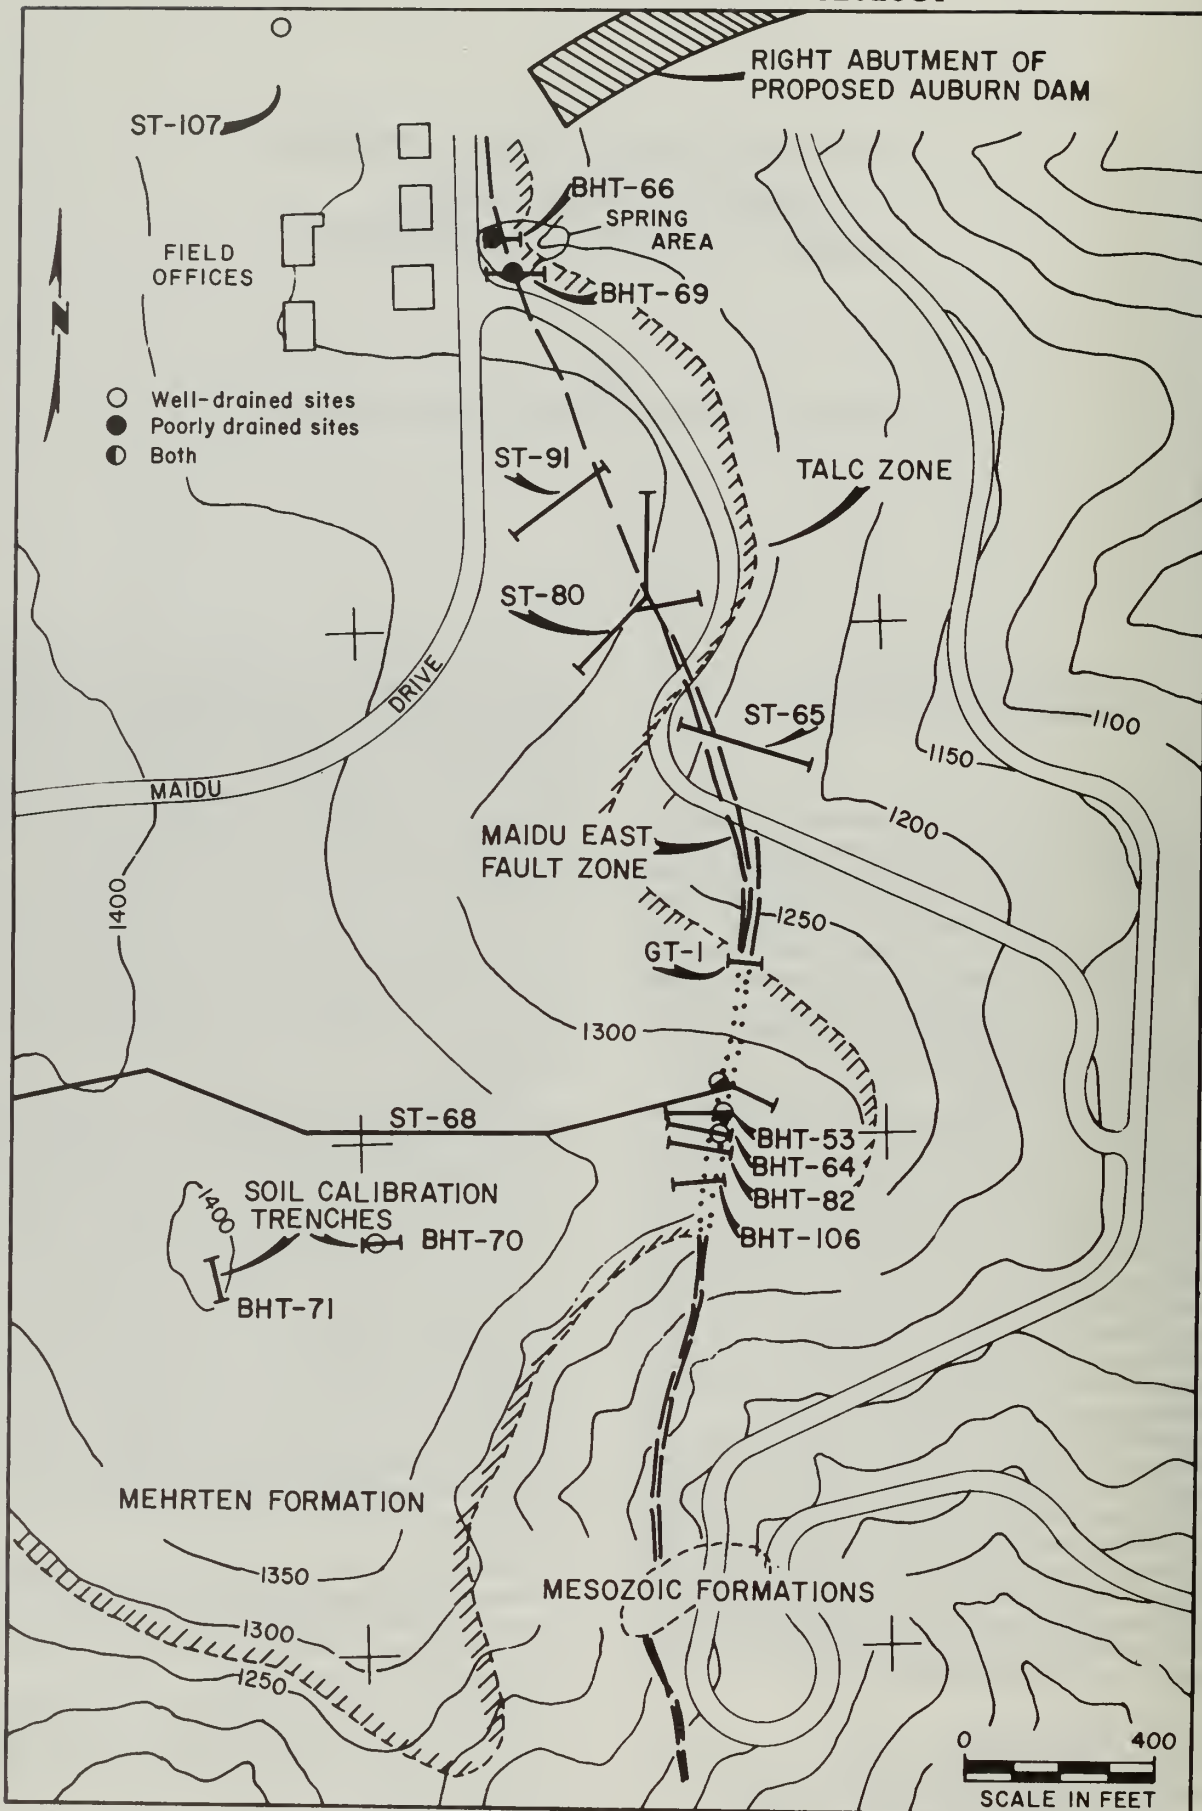 RIGHT ABUTMENT OF
PROPOSED AUBURN DAM
ST-107
BHT-66
SPRING
AREA
FIELD
OFFICES
BHT-69
N
Well-drained sites
Poorly drained sites
Both
ST-91
TALC ZONE
ST-80
DRIVE
ST-65
1100
1150
MAIDU
1200
MAIDU EAST
FAULT ZONE
1400
1250
GT-1
1300
ST-68
BHT-53
BHT-64
SOIL CALIBRATION
TRENCHES
1400
BHT-82
BHT-70
BHT-106
BHT-71
MEHRTEN FORMATION
1350
MESOZOIC FORMATIONS
1300
1250
0 400
SCALE IN FEET